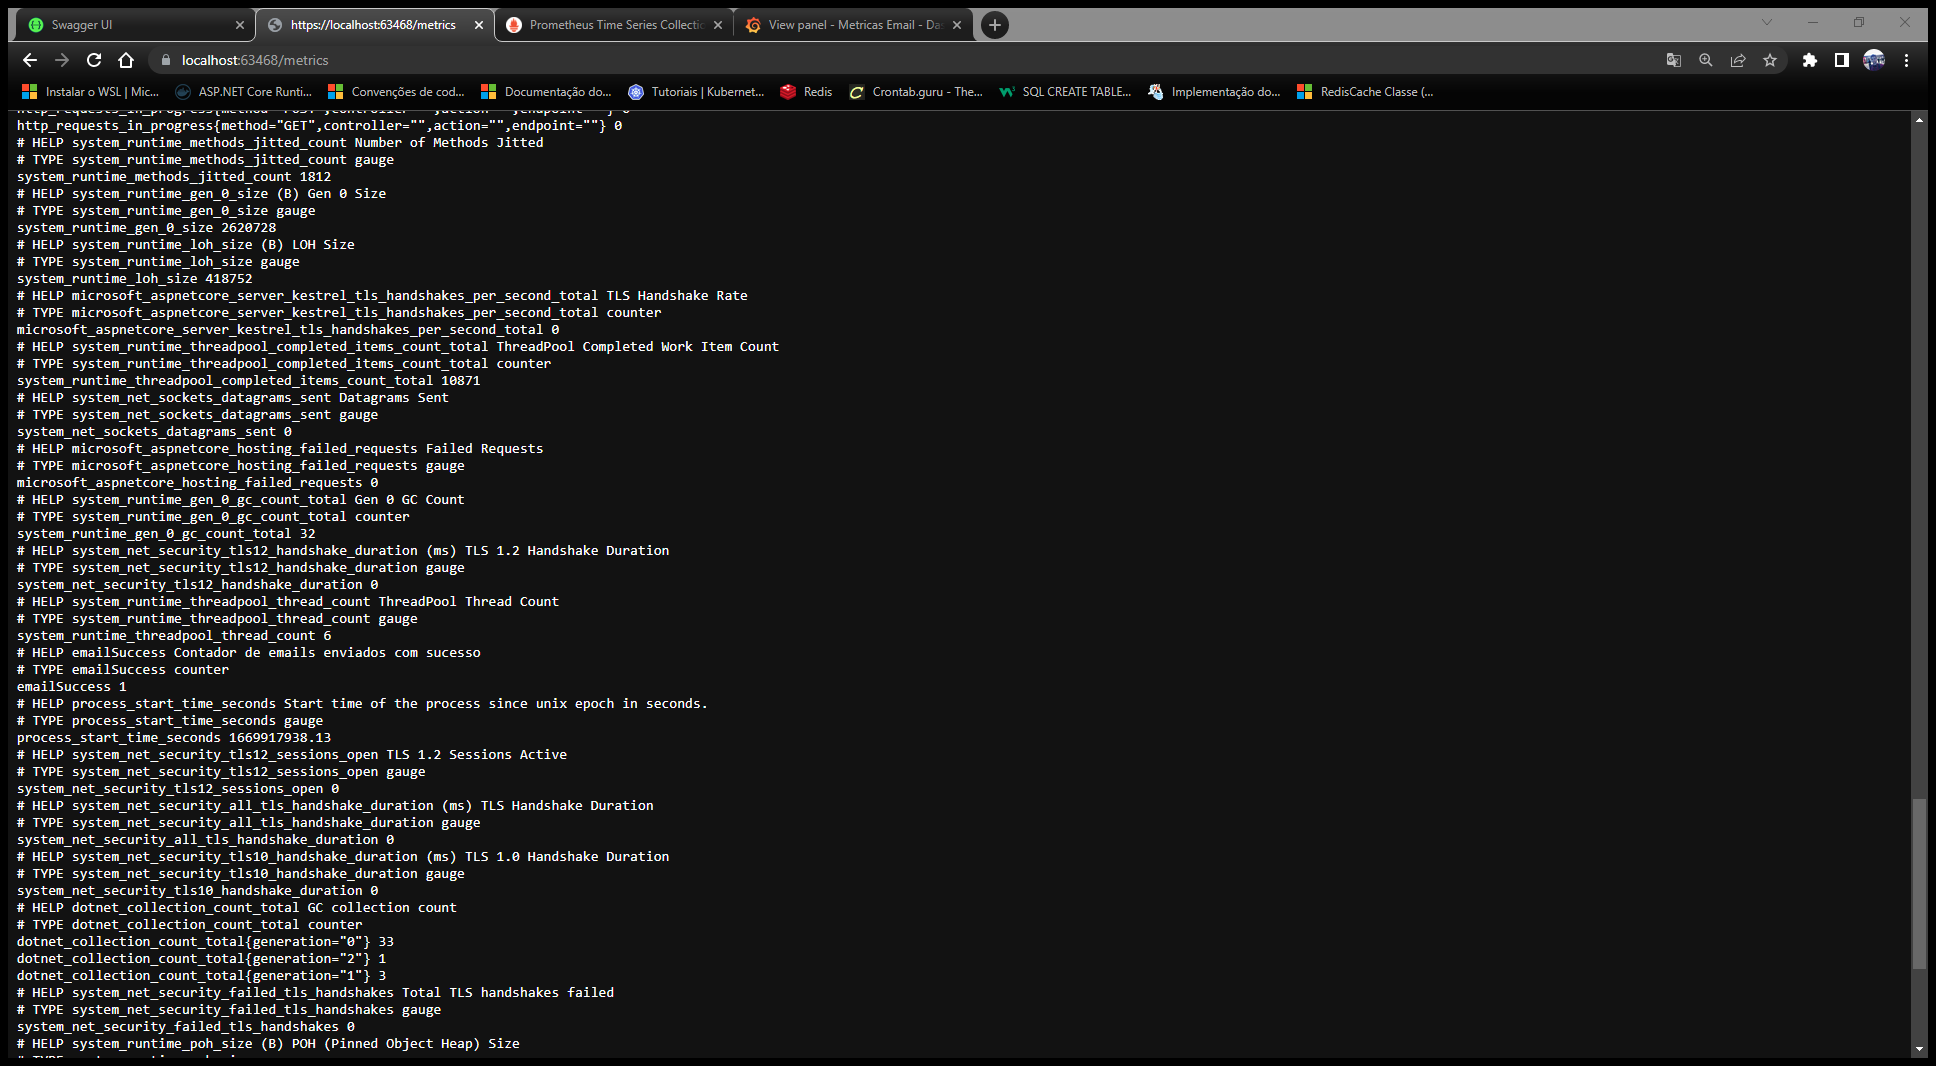 Swagger UI
https://localhost:63468/metrics
Prometheus Time Series Collectio
View panel - Metricas Email - Da
localhost:63468/metrics
Instalar o WSL | Mic...
ASP.NET Core Runti...
Convenções de cod...
Documentação do...
Tutoriais | Kubernet...
Redis
Crontab.guru - The...
SQL CREATE TABLE...
Implementação do...
RedisCache Classe (...
http_requests_in_progress{method="GET",controller="",action="",endpoint=""} 0
# HELP system_runtime_methods_jitted_count Number of Methods Jitted
# TYPE system_runtime_methods_jitted_count gauge
system_runtime_methods_jitted_count 1812
# HELP system_runtime_gen_0_size (B) Gen 0 Size
# TYPE system_runtime_gen_0_size gauge
system_runtime_gen_0_size 2620728
# HELP system_runtime_loh_size (B) LOH Size
# TYPE system_runtime_loh_size gauge
system_runtime_loh_size 418752
# HELP microsoft_aspnetcore_server_kestrel_tls_handshakes_per_second_total TLS Handshake Rate
# TYPE microsoft_aspnetcore_server_kestrel_tls_handshakes_per_second_total counter
microsoft_aspnetcore_server_kestrel_tls_handshakes_per_second_total 0
# HELP system_runtime_threadpool_completed_items_count_total ThreadPool Completed Work Item Count
# TYPE system_runtime_threadpool_completed_items_count_total counter
system_runtime_threadpool_completed_items_count_total 10871
# HELP system_net_sockets_datagrams_sent Datagrams Sent
# TYPE system_net_sockets_datagrams_sent gauge
system_net_sockets_datagrams_sent 0
# HELP microsoft_aspnetcore_hosting_failed_requests Failed Requests
# TYPE microsoft_aspnetcore_hosting_failed_requests gauge
microsoft_aspnetcore_hosting_failed_requests 0
# HELP system_runtime_gen_0_gc_count_total Gen 0 GC Count
# TYPE system_runtime_gen_0_gc_count_total counter
system_runtime_gen_0_gc_count_total 32
# HELP system_net_security_tls12_handshake_duration (ms) TLS 1.2 Handshake Duration
# TYPE system_net_security_tls12_handshake_duration gauge
system_net_security_tls12_handshake_duration 0
# HELP system_runtime_threadpool_thread_count ThreadPool Thread Count
# TYPE system_runtime_threadpool_thread_count gauge
system_runtime_threadpool_thread_count 6
# HELP emailSuccess Contador de emails enviados com sucesso
# TYPE emailSuccess counter
emailSuccess 1
# HELP process_start_time_seconds Start time of the process since unix epoch in seconds.
# TYPE process_start_time_seconds gauge
process_start_time_seconds 1669917938.13
# HELP system_net_security_tls12_sessions_open TLS 1.2 Sessions Active
# TYPE system_net_security_tls12_sessions_open gauge
system_net_security_tls12_sessions_open 0
# HELP system_net_security_all_tls_handshake_duration (ms) TLS Handshake Duration
# TYPE system_net_security_all_tls_handshake_duration gauge
system_net_security_all_tls_handshake_duration 0
# HELP system_net_security_tls10_handshake_duration (ms) TLS 1.0 Handshake Duration
# TYPE system_net_security_tls10_handshake_duration gauge
system_net_security_tls10_handshake_duration 0
# HELP dotnet_collection_count_total GC collection count
# TYPE dotnet_collection_count_total counter
dotnet_collection_count_total{generation="0"} 33
dotnet_collection_count_total{generation="2"} 1
dotnet_collection_count_total{generation="1"} 3
# HELP system_net_security_failed_tls_handshakes Total TLS handshakes failed
# TYPE system_net_security_failed_tls_handshakes gauge
system_net_security_failed_tls_handshakes 0
# HELP system_runtime_poh_size (B) POH (Pinned Object Heap) Size